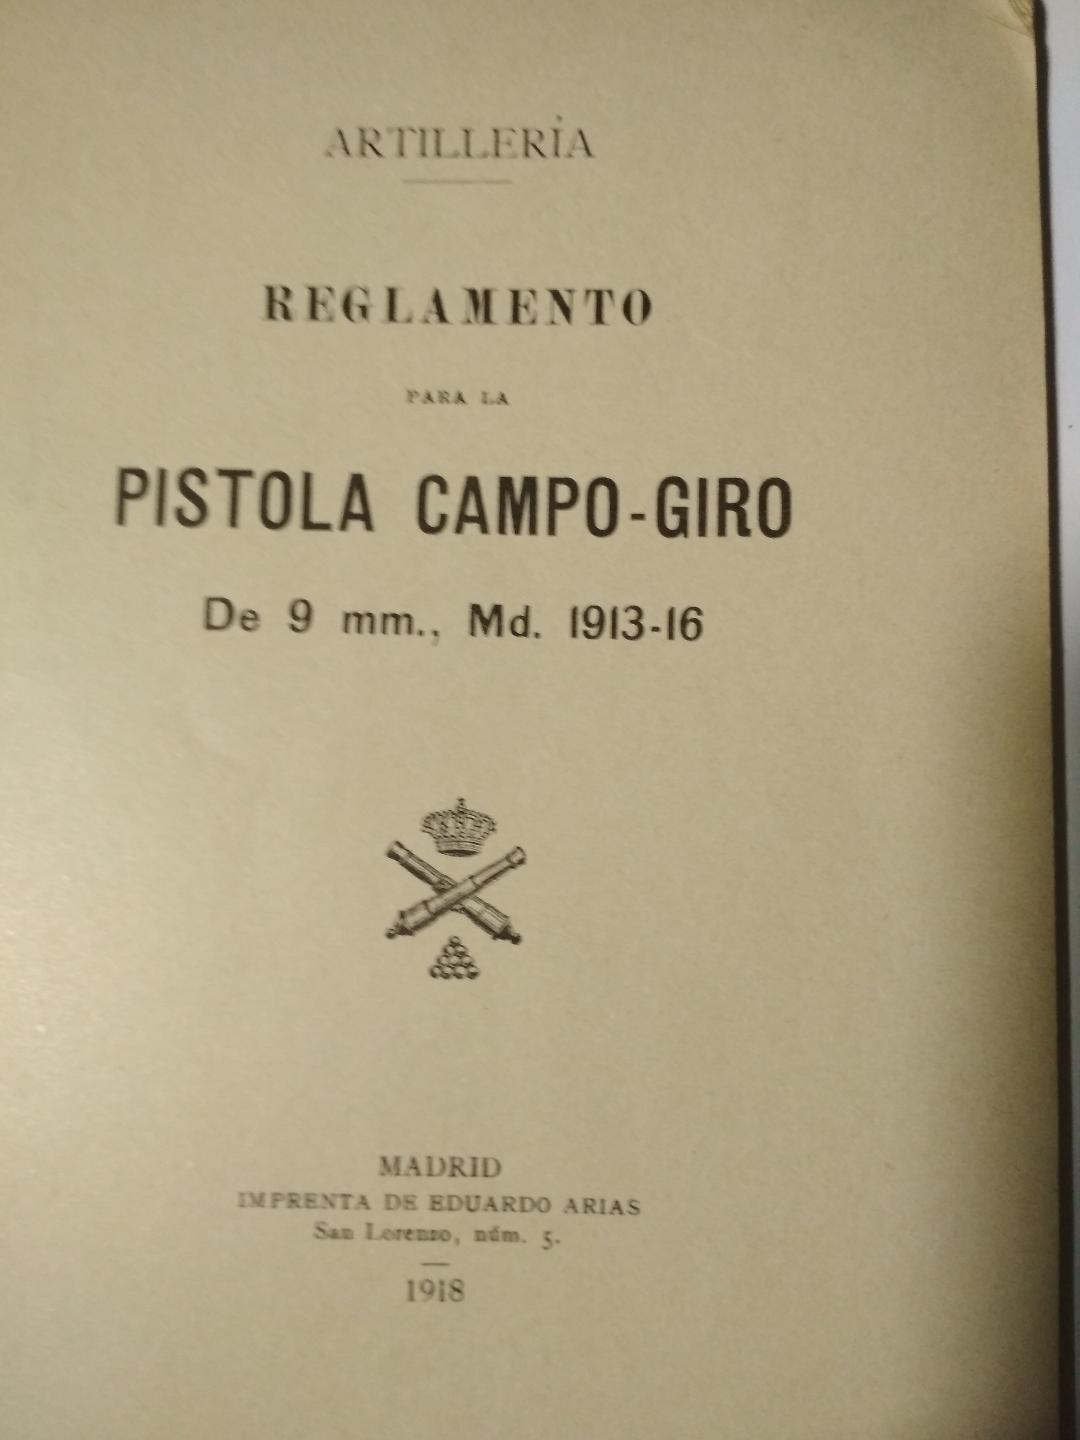 ARTILLERÍA
REGLAMENTO
PARA LA
PISTOLA CAMPO-GIRO
De 9 mm., Md. 1913-16
MADRID
IMPRENTA DE EDUARDO ARIAS
San Lorenzo, núm. 5.
1918